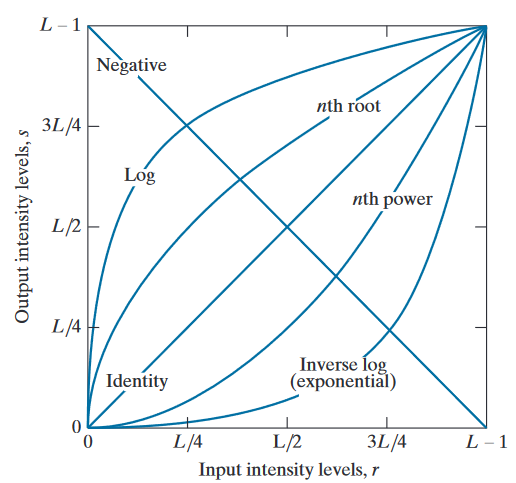 L − 1
Negative
nth root
3L/4
Log
nth power
L/2
Output intensity levels, s
L/4
Inverse log
(exponential)
Identity
0
0
L/4
L/2
3L/4
L − 1
Input intensity levels, r